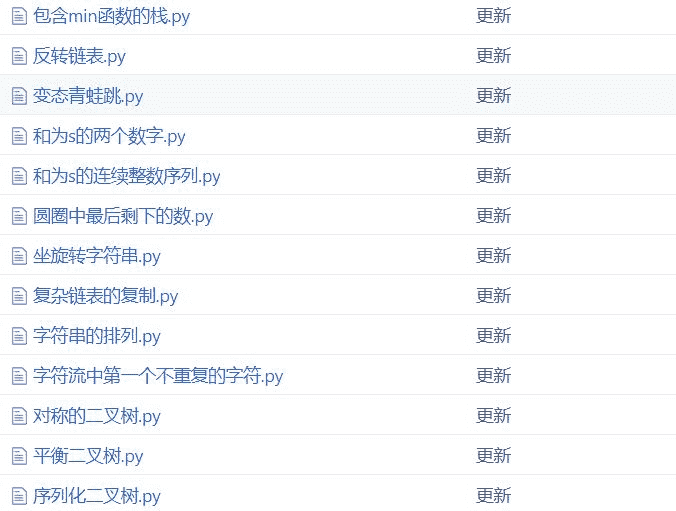 包含min函数的栈.py 更新
反转链表.py 更新
变态青蛙跳.py 更新
和为s的两个数字.py 更新
和为s的连续整数序列.py 更新
圆圈中最后剩下的数.py 更新
坐旋转字符串.py 更新
复杂链表的复制.py 更新
字符串的排列.py 更新
字符流中第一个不重复的字符.py 更新
对称的二叉树.py 更新
平衡二叉树.py 更新
序列化二叉树.py 更新